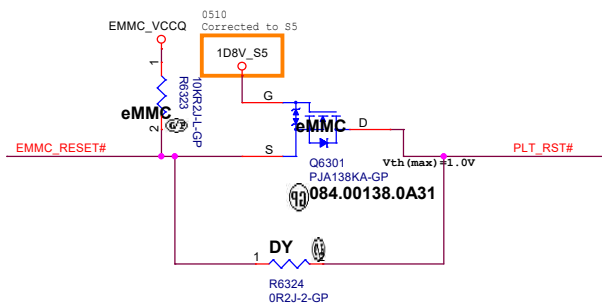 0510
Corrected to S5
EMMC_VCCQ
1D8V_S5
1
R6323
10KR2J-L-GP
eMMC
2
G
eMMC
D
EMMC_RESET#
S
PLT_RST#
Vth(max)=1.0V
Q6301
PJA138KA-GP
084.00138.0A31
GP
DY
1
2
R6324
0R2J-2-GP